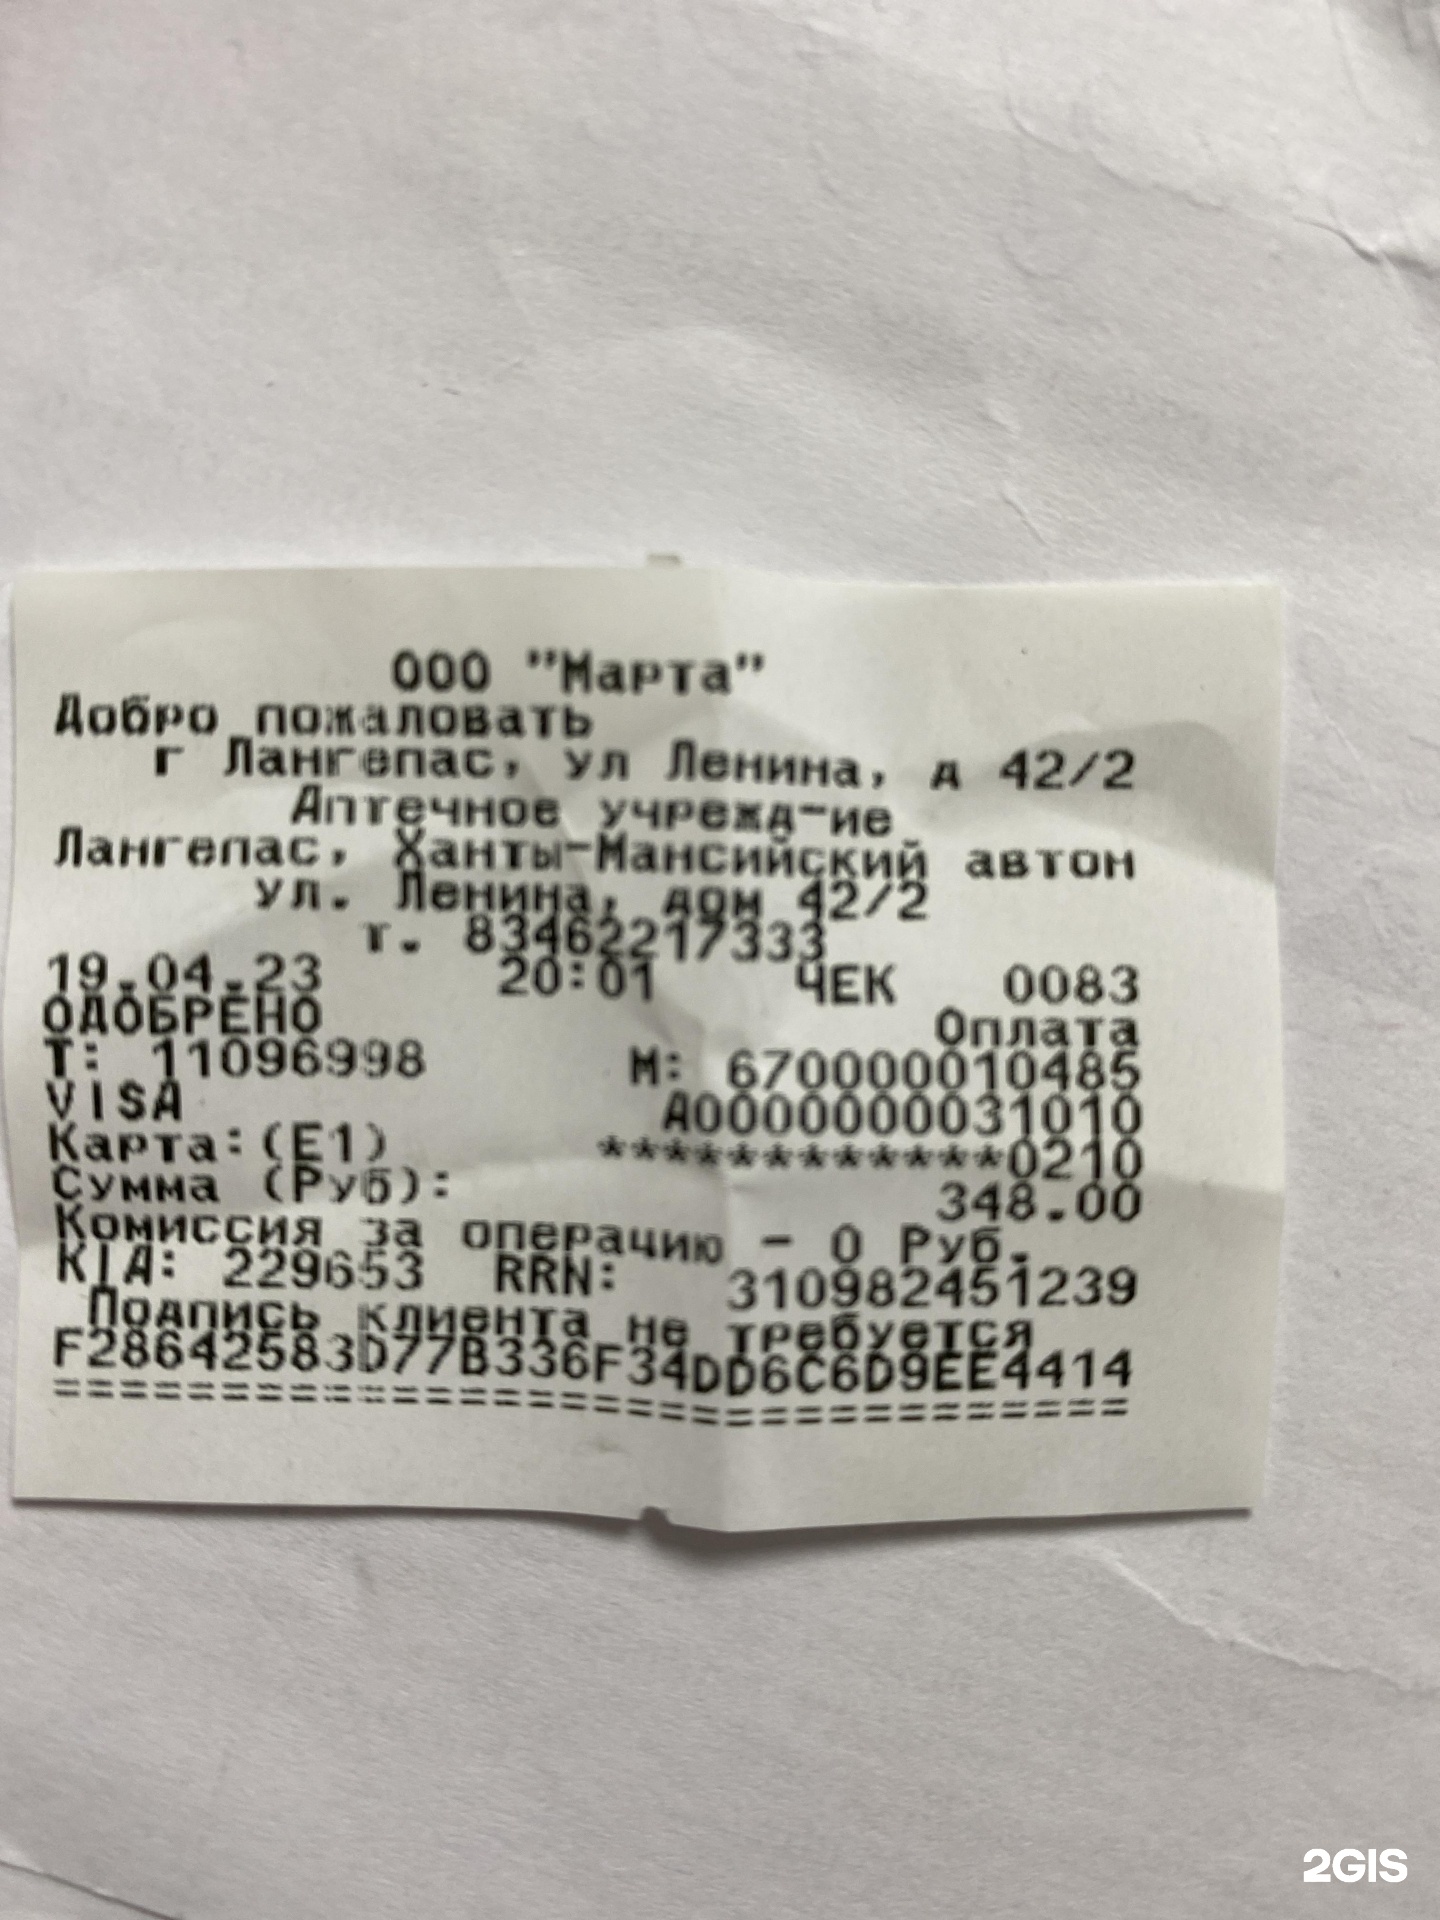 ООО "Марта"
Добро пожаловать
г Лангепас, ул Ленина, д 42/2
Аптечное учрежд-ие
Лангепас, Ханты-Мансийский автон
ул. Ленина, дом 42/2
т. 83462217333
19.04.23 20:01 ЧЕК 0083
ОДОБРЕНО Оплата
Т: 11096998 М: 670000010485
VISA A0000000031010
Карта:(E1) ************0210
Сумма (Руб): 348.00
Комиссия за операцию - 0 Руб.
КІА: 229653 RRN: 310982451239
Подпись клиента не требуется
F28642583D77B336F34DD6C6D9EE4414
================================
2GIS